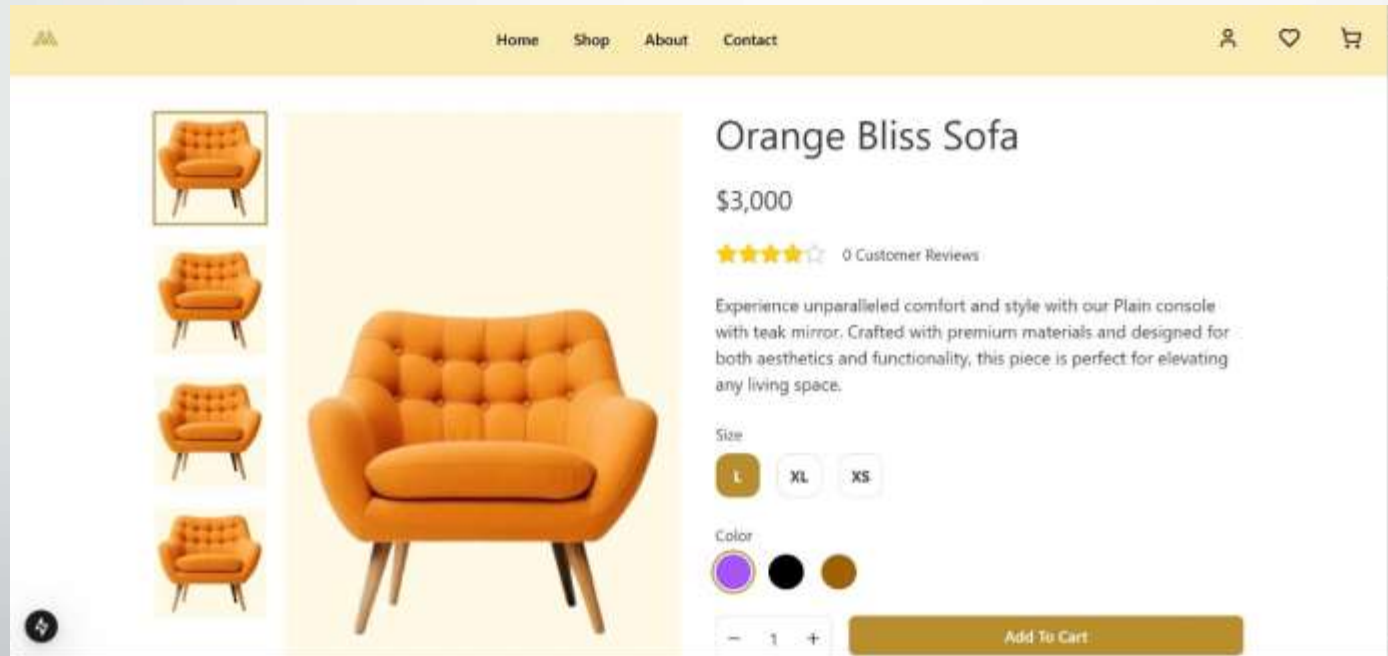 Home Shop About Contact
Orange Bliss Sofa
$3,000
0 Customer Reviews
Experience unparalleled comfort and style with our Plain console
with teak mirror. Crafted with premium materials and designed for
both aesthetics and functionality, this piece is perfect for elevating
any living space.
Size
L XL XS
Color
− 1 + Add To Cart